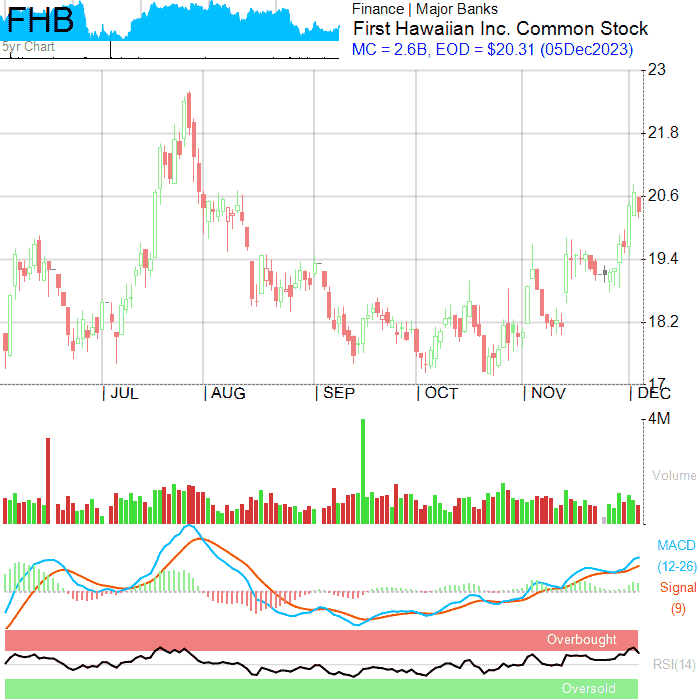 FHB
5yr Chart
Finance | Major Banks
First Hawaiian Inc. Common Stock
MC = 2.6B, EOD = $20.31 (05Dec2023)
23
21.8
20.6
19.4
18.2
17
| JUL | AUG | SEP | OCT | NOV | DEC
4M
Volume
MACD
(12-26)
Signal
(9)
Overbought
RSI(14)
Oversold